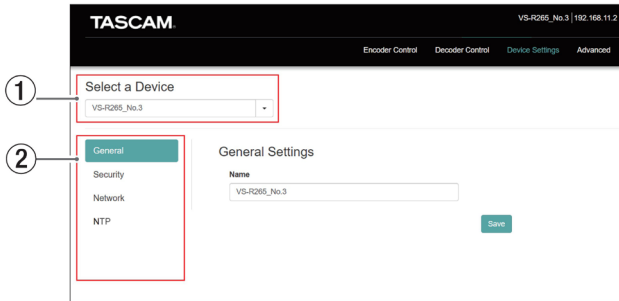 TASCAM
VS-R265_No.3 | 192.168.11.2
Encoder Control Decoder Control Device Settings Advanced
1
Select a Device
VS-R265_No.3
2
General
Security
Network
NTP
General Settings
Name
VS-R265_No.3
Save